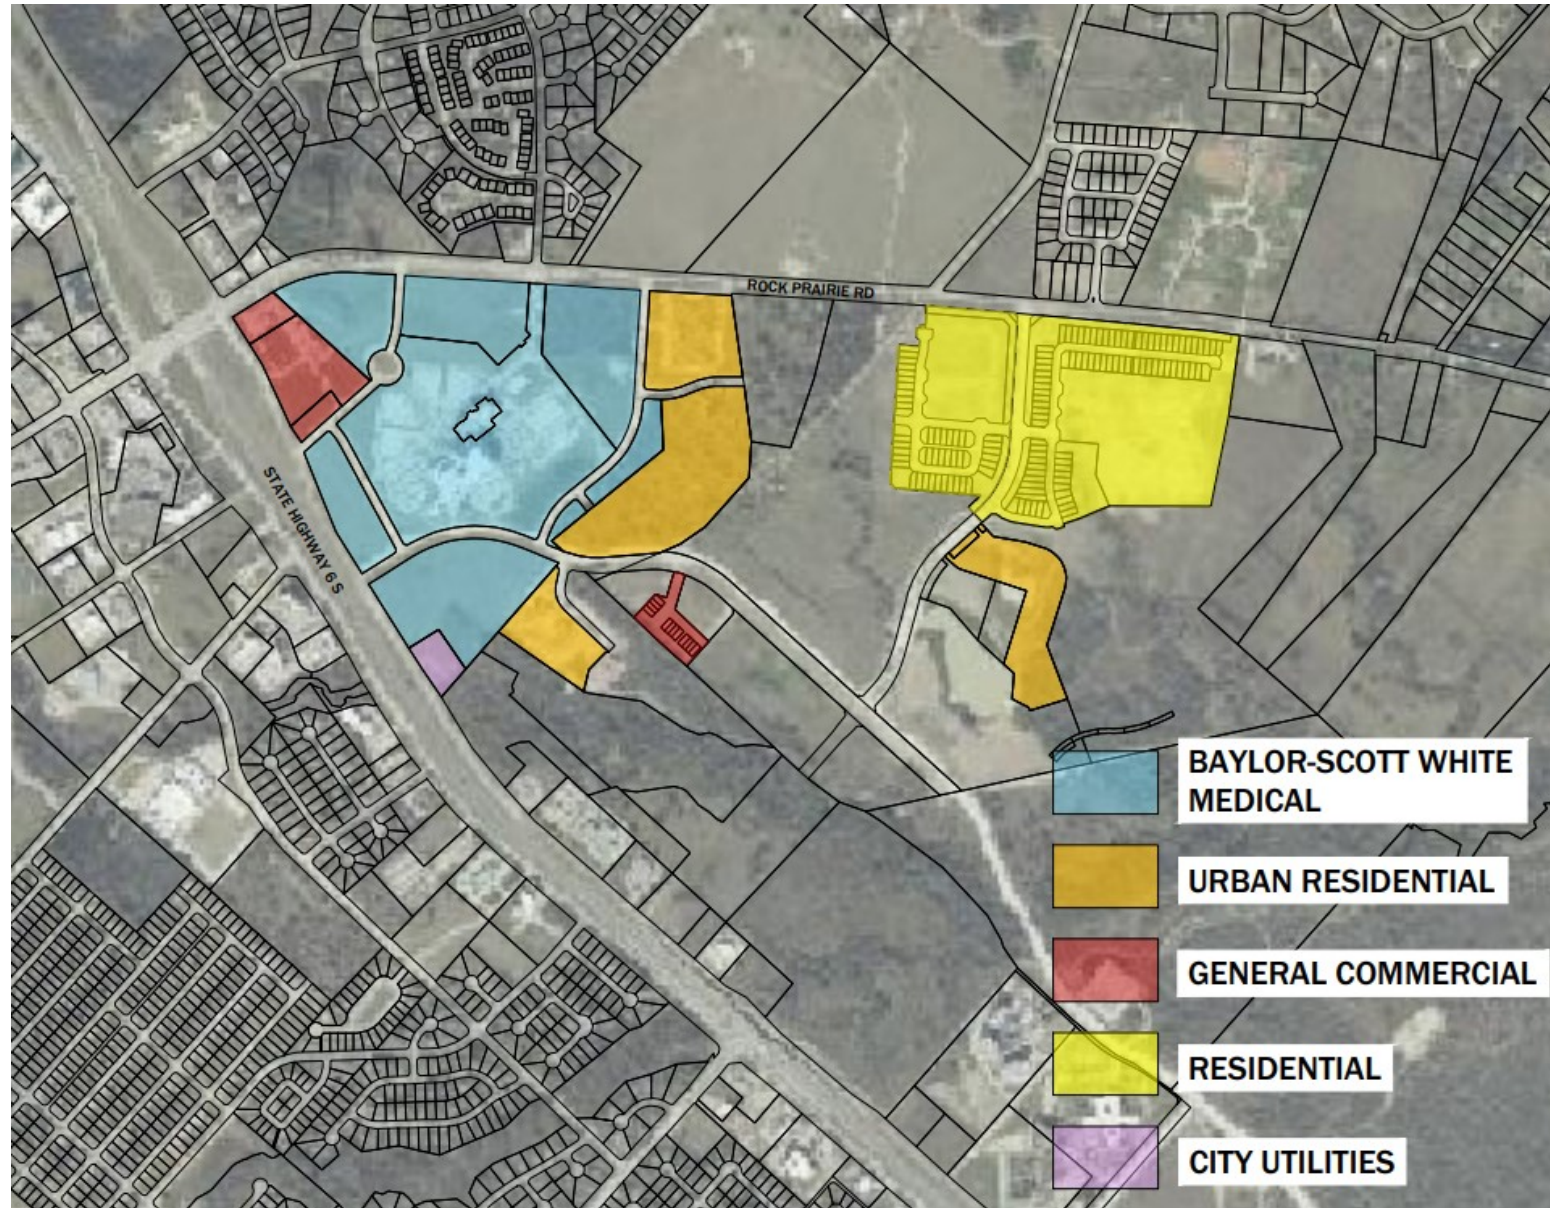 ROCK PRAIRIE RD
STATE HIGHWAY 6 S
BAYLOR-SCOTT WHITE
MEDICAL
URBAN RESIDENTIAL
GENERAL COMMERCIAL
RESIDENTIAL
CITY UTILITIES